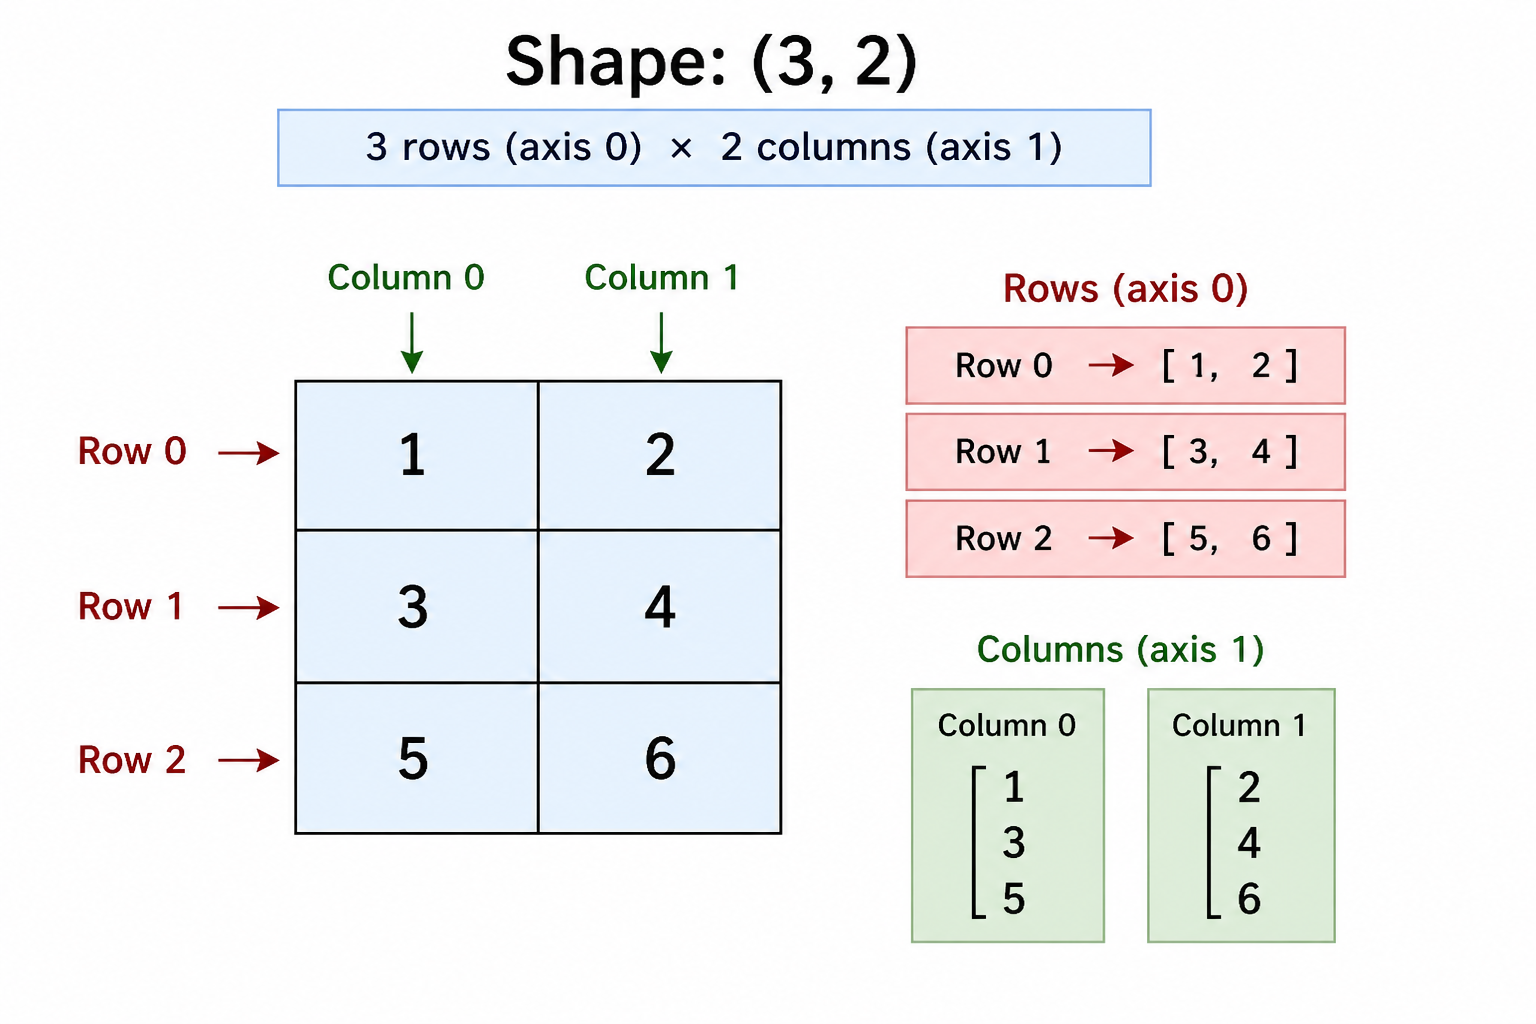 Shape: (3, 2)
3 rows (axis 0) × 2 columns (axis 1)
Column 0 Column 1
Row 0 → 1 2
Row 1 → 3 4
Row 2 → 5 6
Rows (axis 0)
Row 0 → [ 1, 2 ]
Row 1 → [ 3, 4 ]
Row 2 → [ 5, 6 ]
Columns (axis 1)
Column 0
1
3
5
Column 1
2
4
6